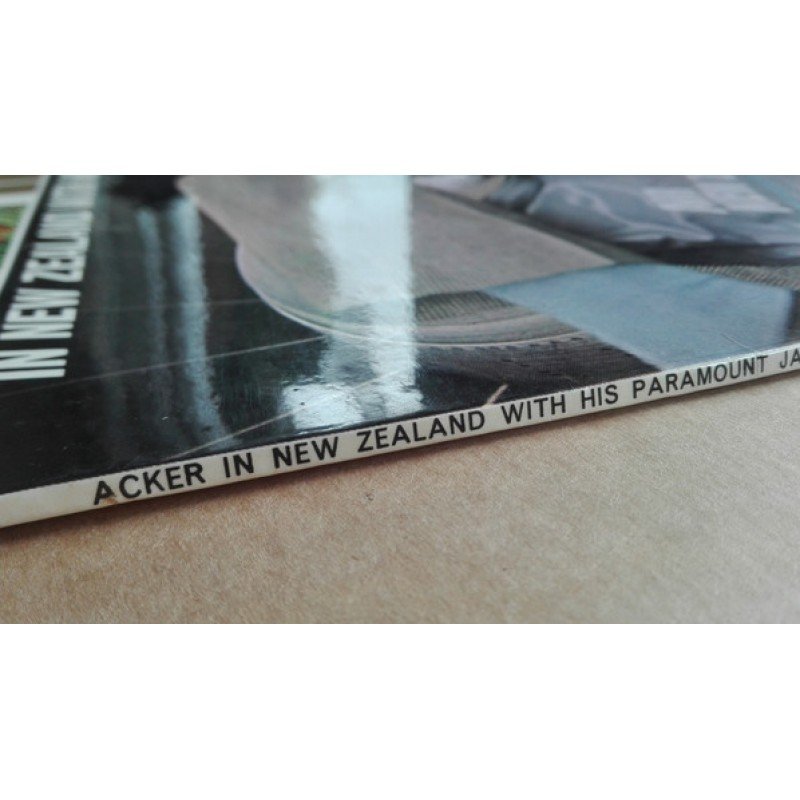 IN NEW ZEALAND
ACKER IN NEW ZEALAND WITH HIS PARAMOUNT JA